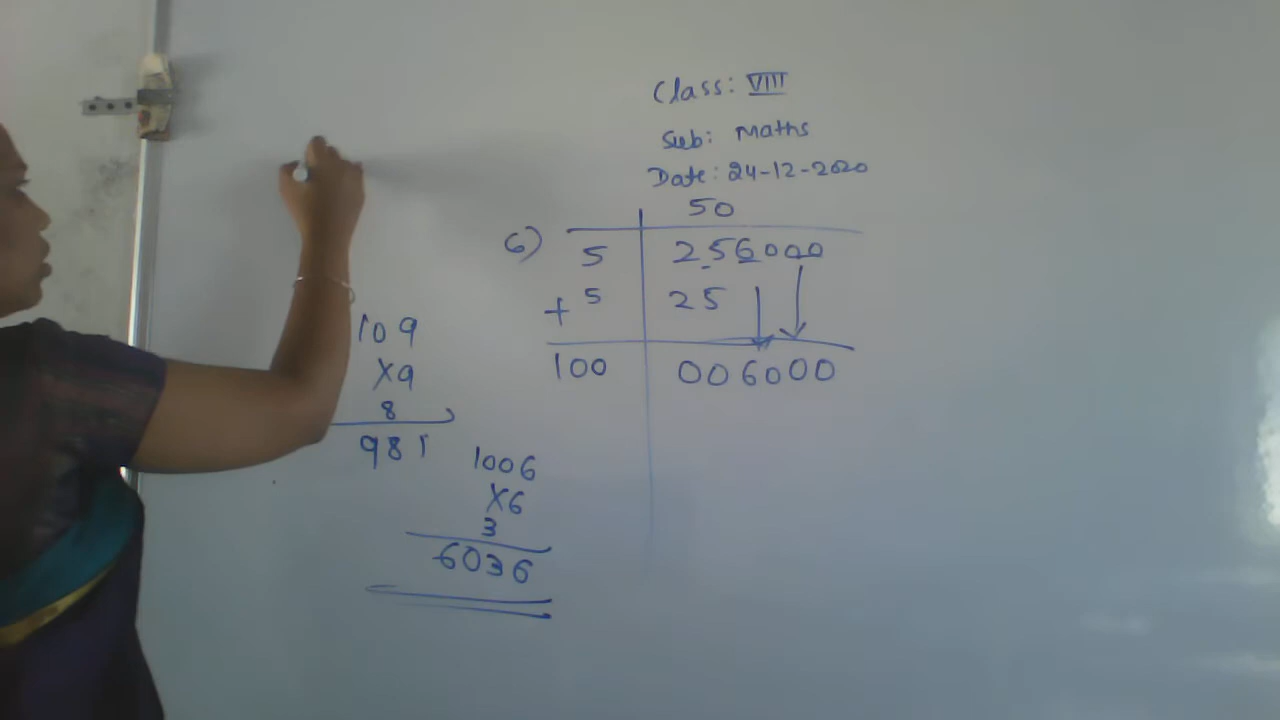 Class: VIII
Sub: Maths
Date: 24-12-2020
50
6) 5 256000
+ 5 25
100 006000
109
X9
8
981
1006
X6
3
6036